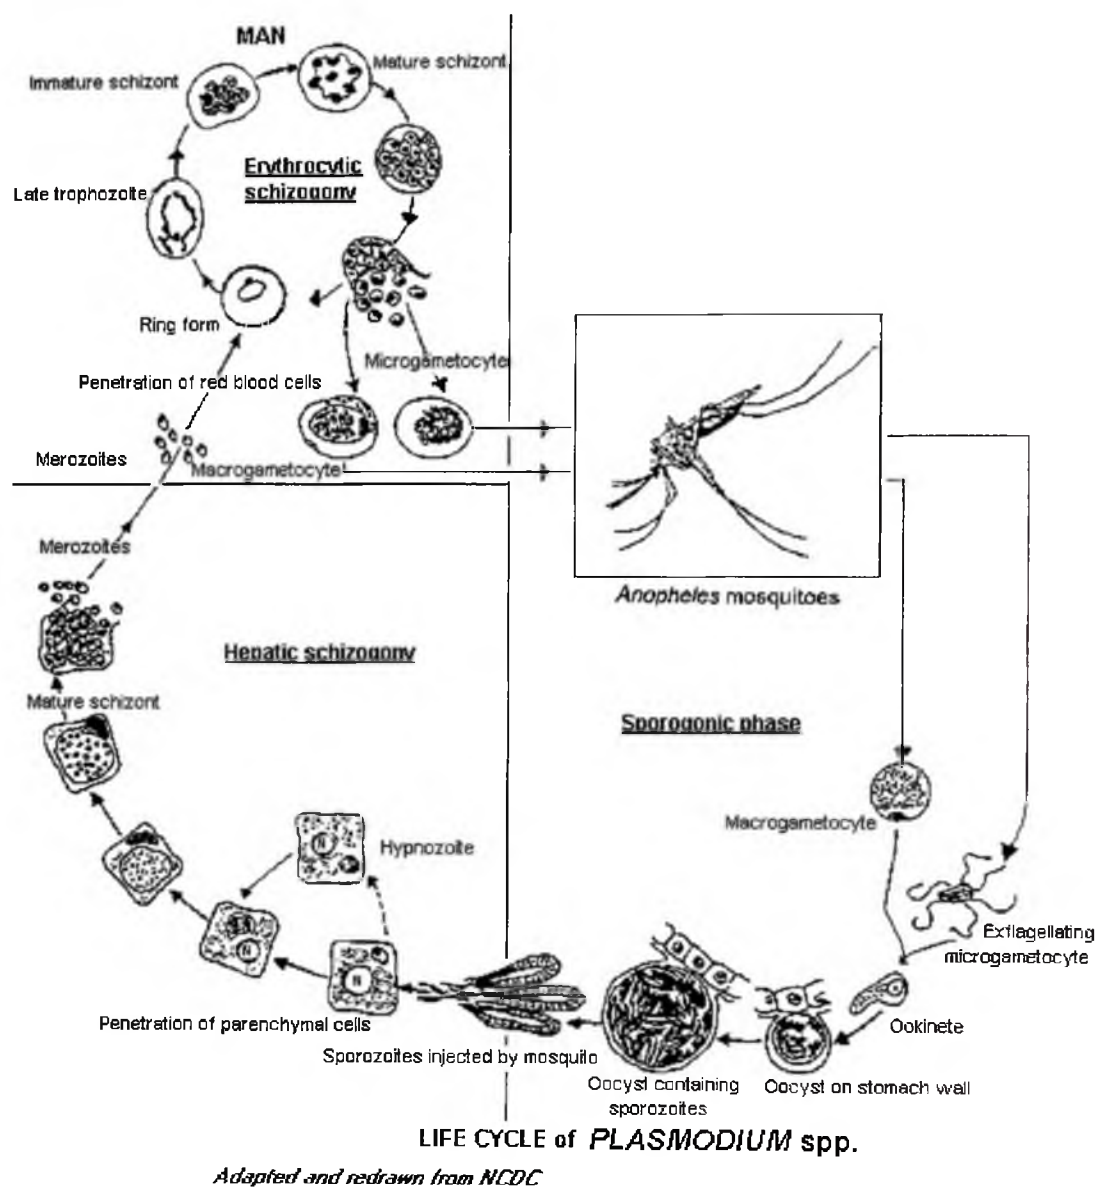 MAN
Mature schizont
Immature schizont
Erythrocytic
schizogony
Late trophozoite
Ring form
Microgametocyte
Penetration of red blood cells
Merozoites
Macrogametocyte
Merozoites
Anopheles mosquitoes
Hepatic schizogony
Mature schizont
Sporogonic phase
Macrogametocyte
Hypnozoite
N
N
N
Exflagellating
microgametocyte
Penetration of parenchymal cells
Ookinete
Sporozoites injected by mosquito
Oocyst containing
sporozoites
Oocyst on stomach wall
LIFE CYCLE of PLASMODIUM spp.
Adapted and redrawn from NCDC